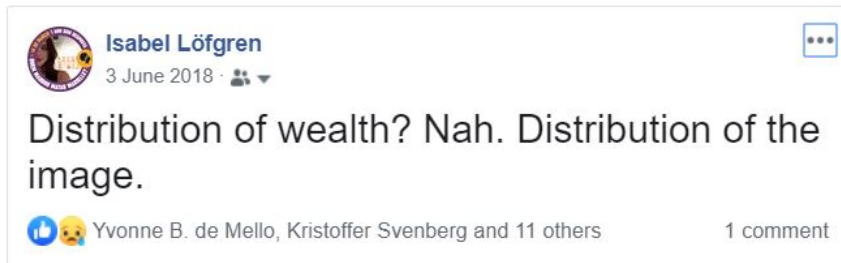 Isabel Löfgren
3 June 2018 ·
Distribution of wealth? Nah. Distribution of the
image.
Yvonne B. de Mello, Kristoffer Svenberg and 11 others 1 comment